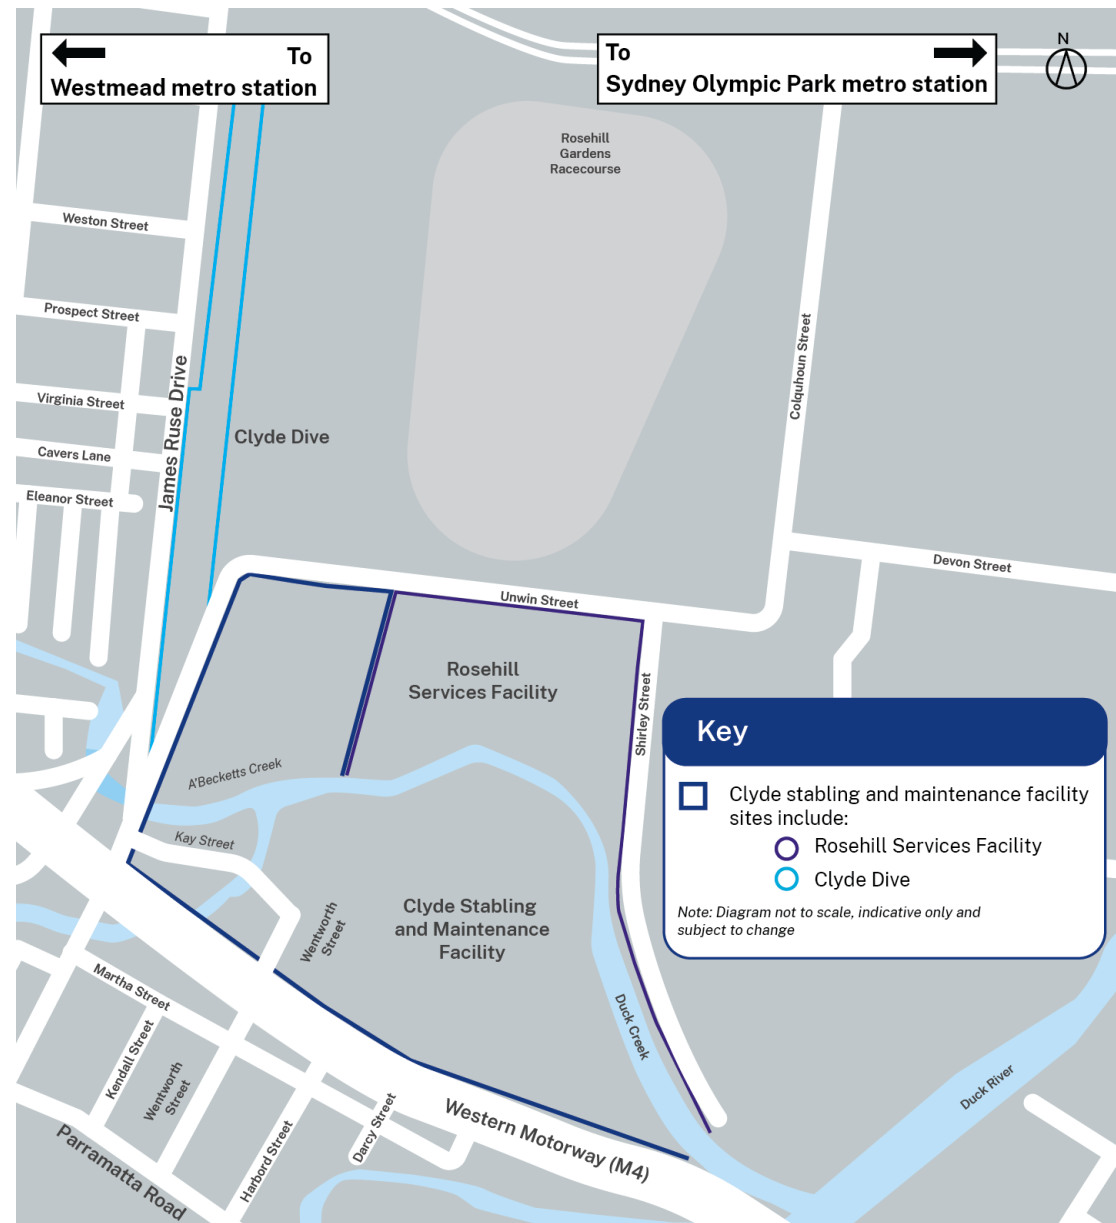 To
Westmead metro station
To
Sydney Olympic Park metro station
N
Rosehill
Gardens
Racecourse
Weston Street
Prospect Street
Virginia Street
Cavers Lane
Eleanor Street
James Ruse Drive
Clyde Dive
Colquhoun Street
Devon Street
Unwin Street
Rosehill
Services Facility
Shirley Street
A'Becketts Creek
Kay Street
Wentworth
Street
Clyde Stabling
and Maintenance
Facility
Duck Creek
Key
Clyde stabling and maintenance facility
sites include:
Rosehill Services Facility
Clyde Dive
Note: Diagram not to scale, indicative only and
subject to change
Martha Street
Kendall Street
Wentworth
Street
Harbord Street
Darcy Street
Western Motorway (M4)
Parramatta Road
Duck River